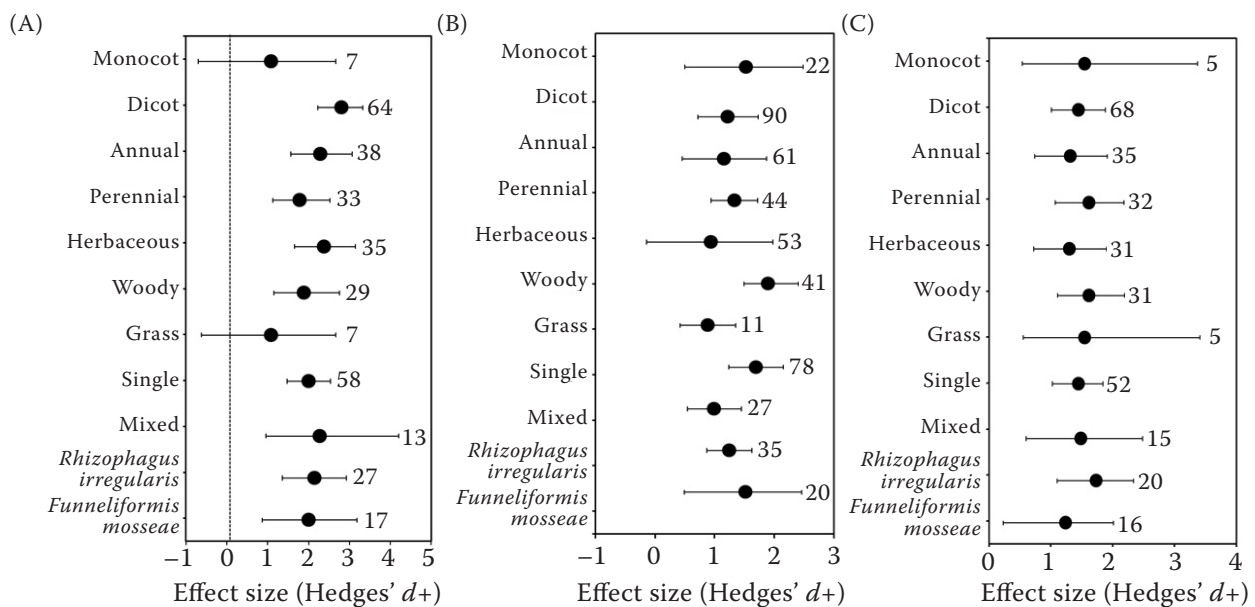 (A)
Monocot 7
Dicot 64
Annual 38
Perennial 33
Herbaceous 35
Woody 29
Grass 7
Single 58
Mixed 13
Rhizophagus
irregularis 27
Funneliformis
mosseae 17
−1 0 1 2 3 4 5
Effect size (Hedges’ d+)
(B)
Monocot 22
Dicot 90
Annual 61
Perennial 44
Herbaceous 53
Woody 41
Grass 11
Single 78
Mixed 27
Rhizophagus
irregularis 35
Funneliformis
mosseae 20
−1 0 1 2 3
Effect size (Hedges’ d+)
(C)
Monocot 5
Dicot 68
Annual 35
Perennial 32
Herbaceous 31
Woody 31
Grass 5
Single 52
Mixed 15
Rhizophagus
irregularis 20
Funneliformis
mosseae 16
0 1 2 3 4
Effect size (Hedges’ d+)